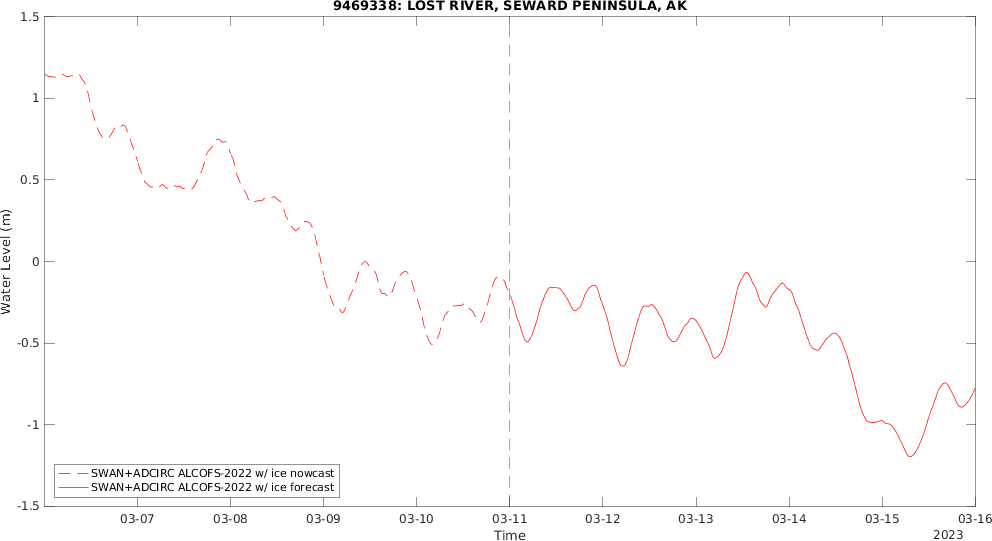 9469338: LOST RIVER, SEWARD PENINSULA, AK
1.5
1
0.5
0
-0.5
-1
-1.5
Water Level (m)
SWAN+ADCIRC ALCOFS-2022 w/ ice nowcast
SWAN+ADCIRC ALCOFS-2022 w/ ice forecast
03-07 03-08 03-09 03-10 03-11 03-12 03-13 03-14 03-15 03-16
Time
2023